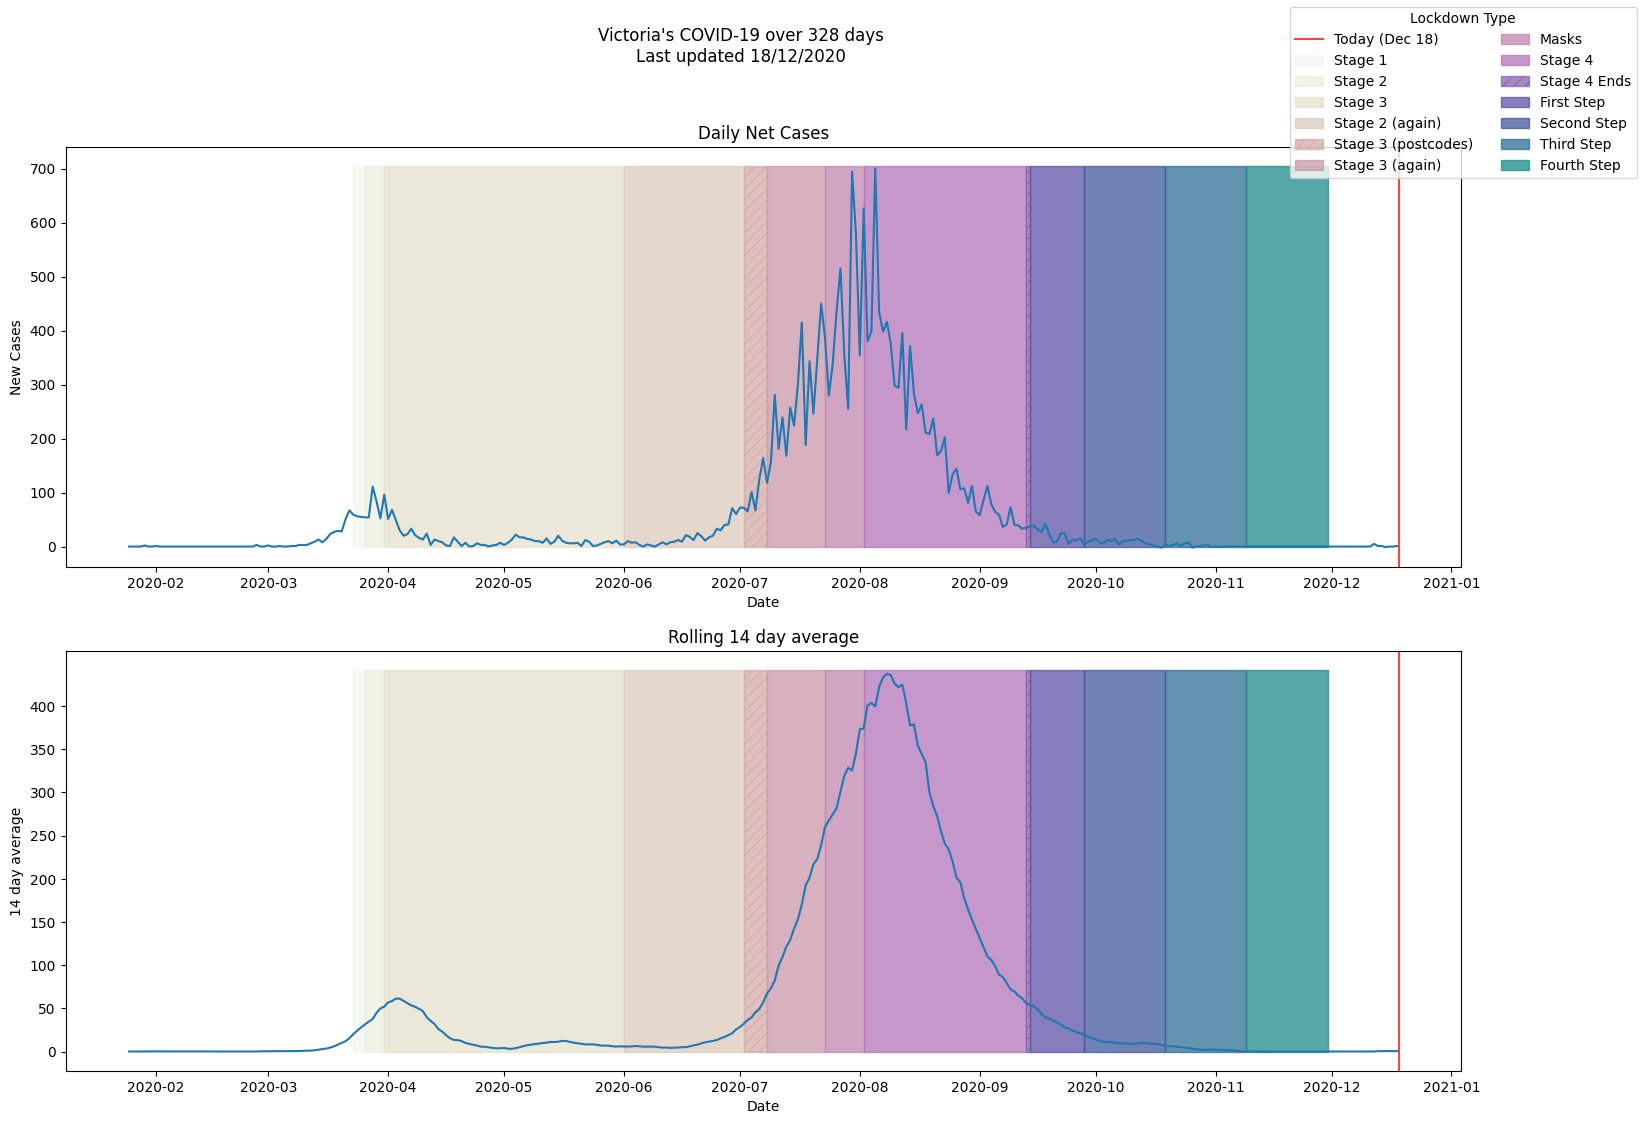 Victoria's COVID-19 over 328 days
Last updated 18/12/2020
Lockdown Type
Today (Dec 18)
Stage 1
Stage 2
Stage 3
Stage 2 (again)
Stage 3 (postcodes)
Stage 3 (again)
Masks
Stage 4
Stage 4 Ends
First Step
Second Step
Third Step
Fourth Step
Daily Net Cases
New Cases
700
600
500
400
300
200
100
0
2020-02 2020-03 2020-04 2020-05 2020-06 2020-07 2020-08 2020-09 2020-10 2020-11 2020-12 2021-01
Date
Rolling 14 day average
14 day average
400
350
300
250
200
150
100
50
0
2020-02 2020-03 2020-04 2020-05 2020-06 2020-07 2020-08 2020-09 2020-10 2020-11 2020-12 2021-01
Date